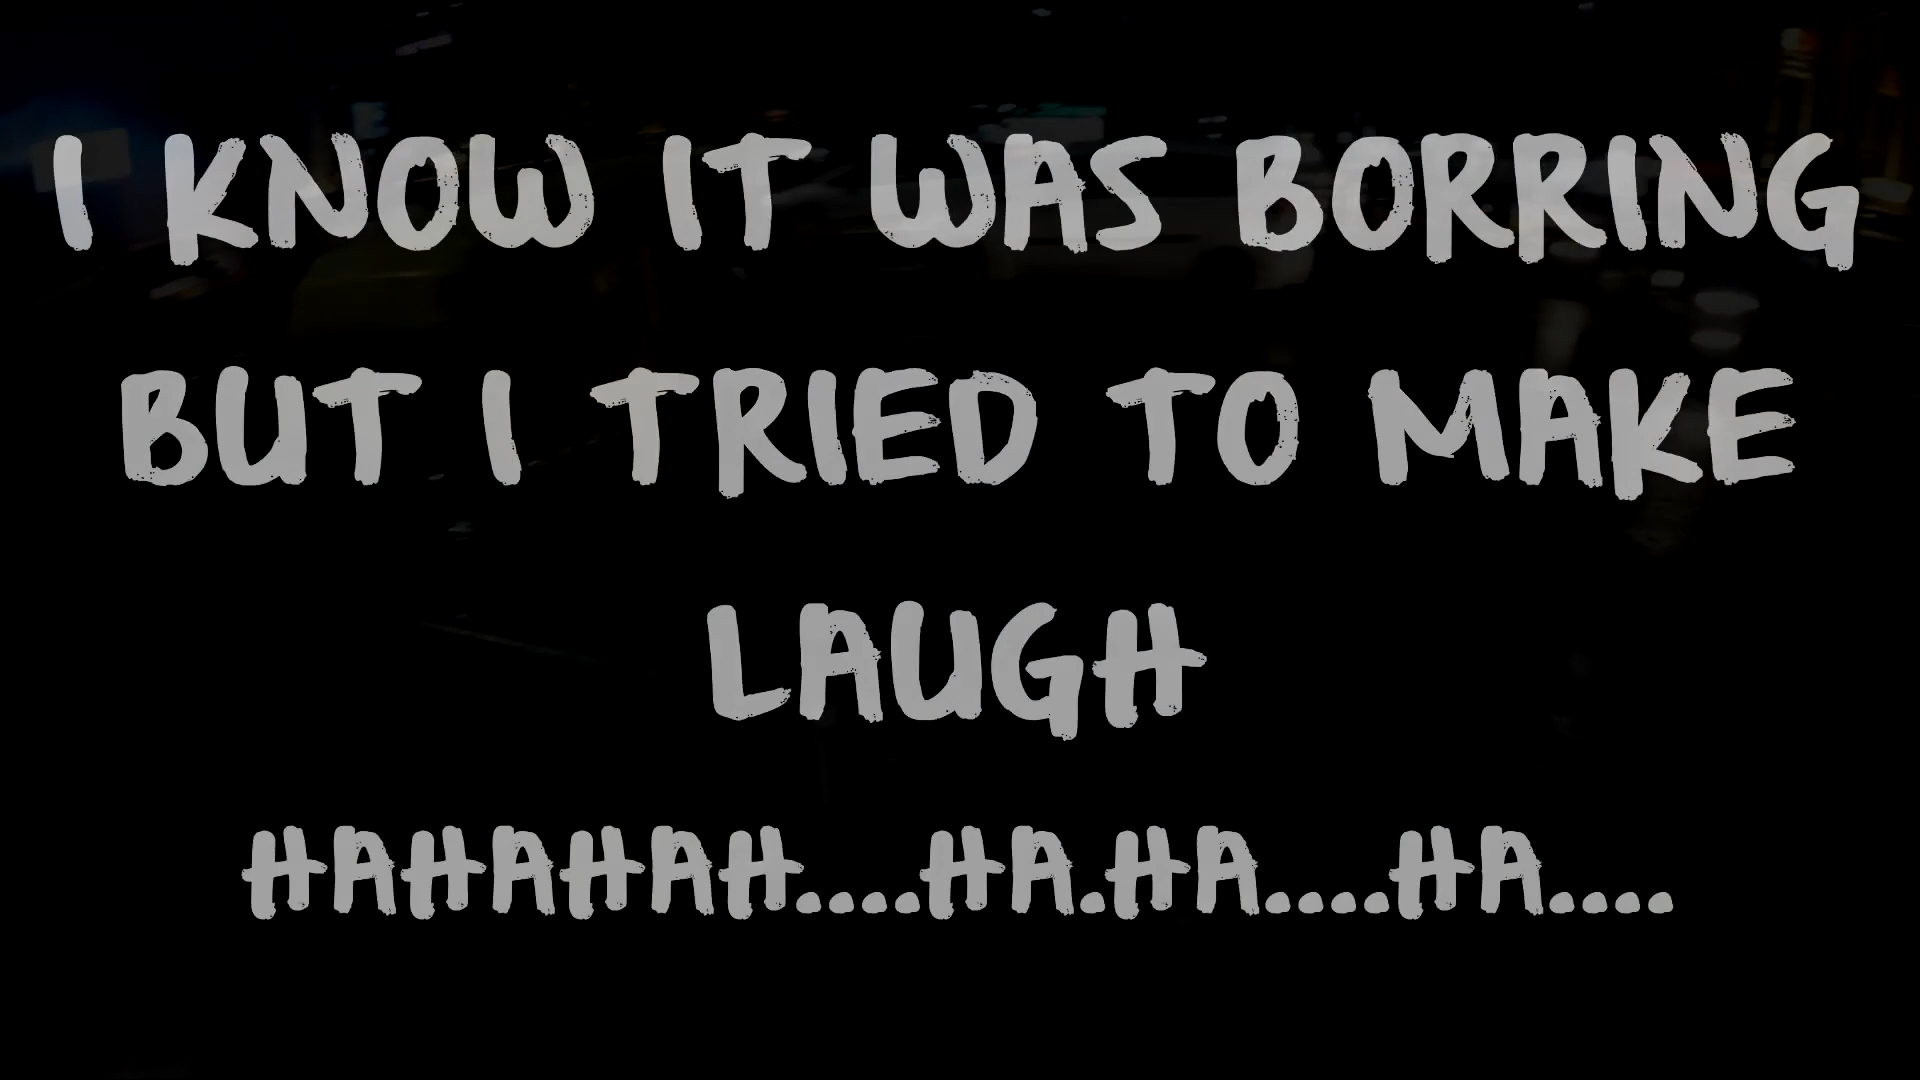 I KNOW IT WAS BORRING
BUT I TRIED TO MAKE
LAUGH
HAHAHAH....HA.HA....HA....